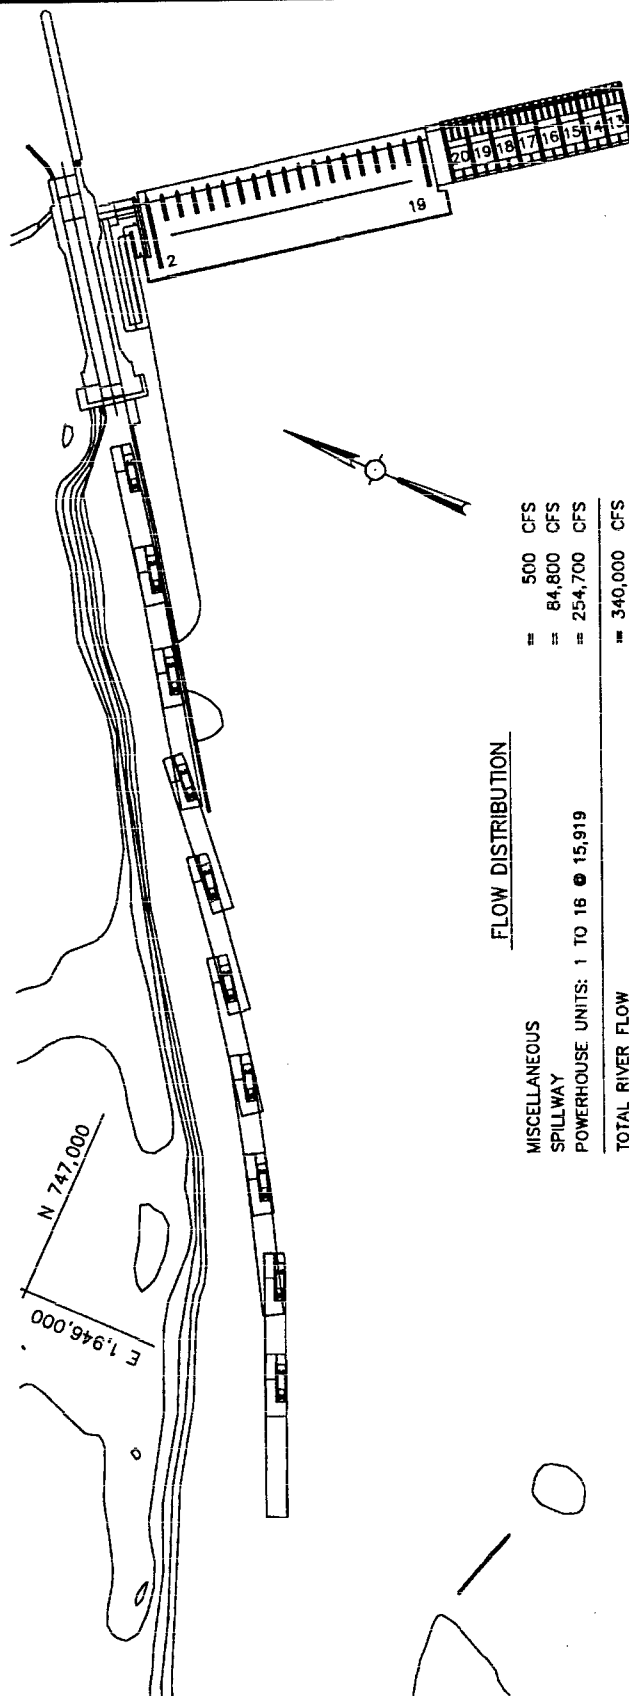 20 19 18 17 16 15 14 13
19
2
N 747,000
E 1,946,000
FLOW DISTRIBUTION
MISCELLANEOUS = 500 CFS
SPILLWAY = 84,800 CFS
POWERHOUSE UNITS: 1 TO 16 @ 15,919 = 254,700 CFS
TOTAL RIVER FLOW = 340,000 CFS